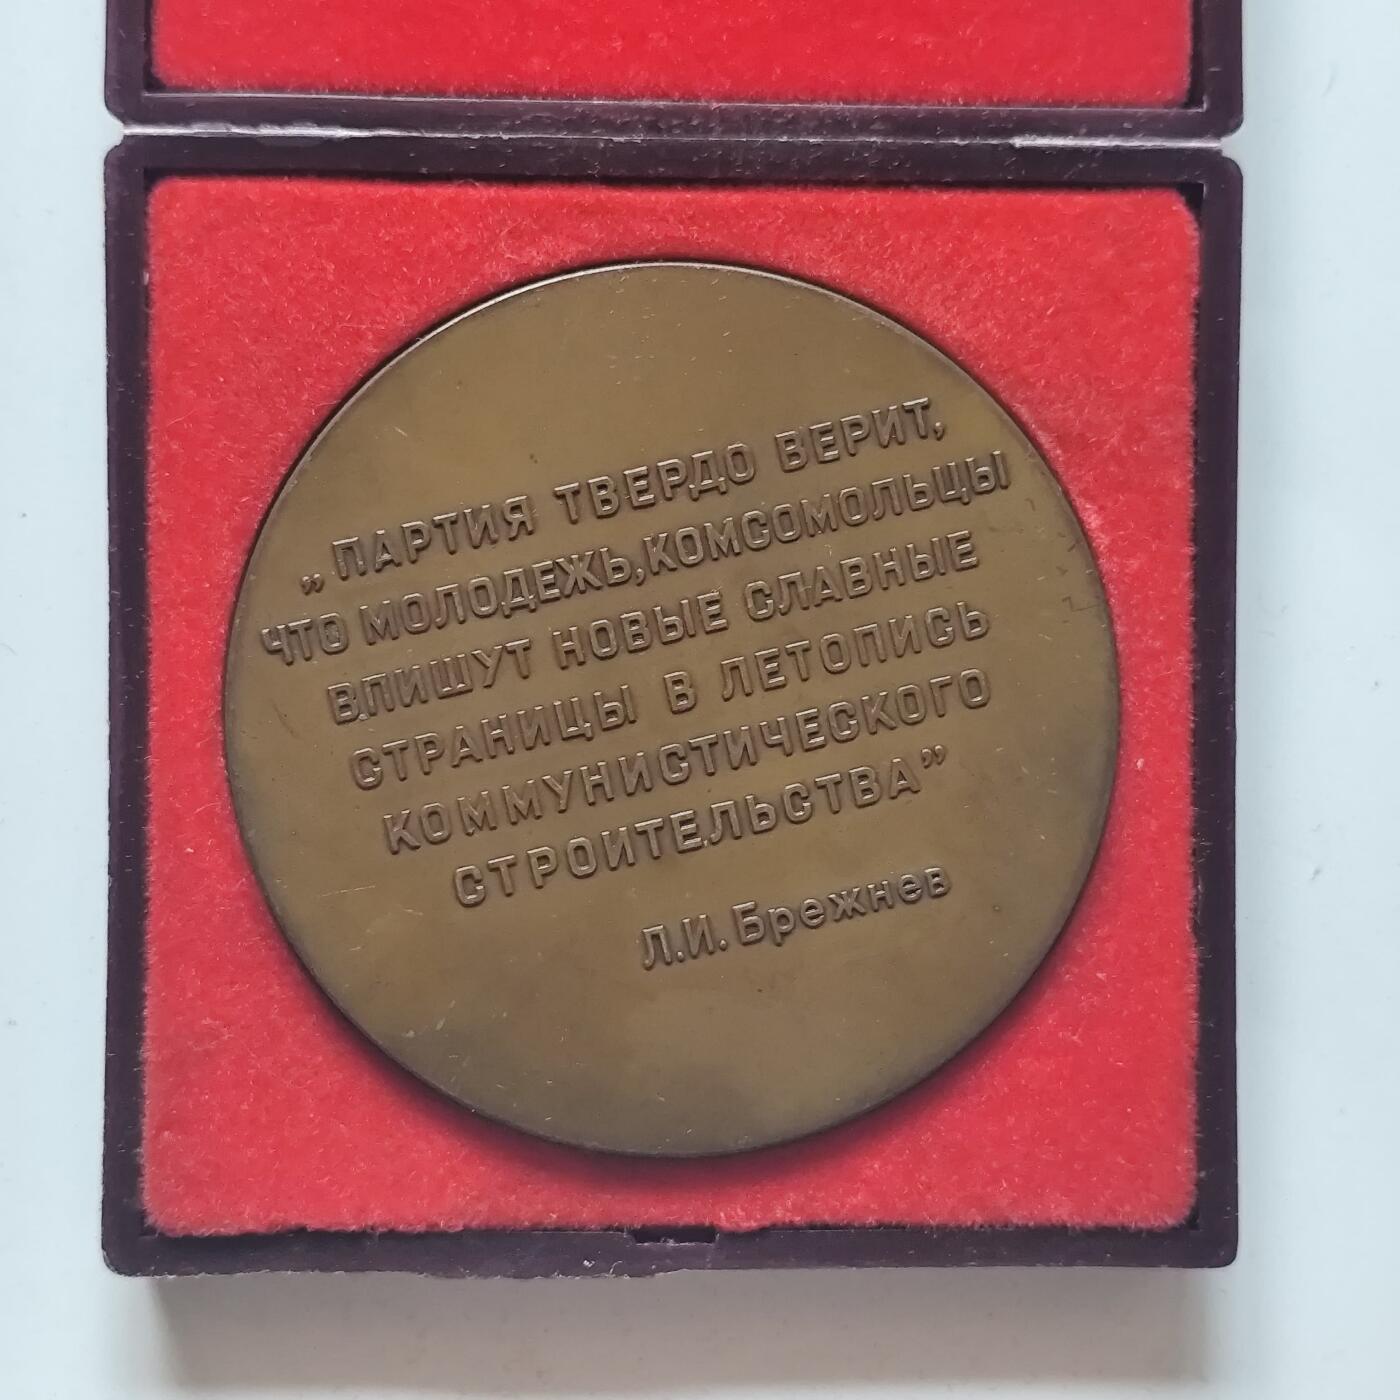 „ПАРТИЯ ТВЕРДО ВЕРИТ,
ЧТО МОЛОДЕЖЬ, КОМСОМОЛЬЦЫ
ВПИШУТ НОВЫЕ СЛАВНЫЕ
СТРАНИЦЫ В ЛЕТОПИСЬ
КОММУНИСТИЧЕСКОГО
СТРОИТЕЛЬСТВА”
Л.И. Брежнев